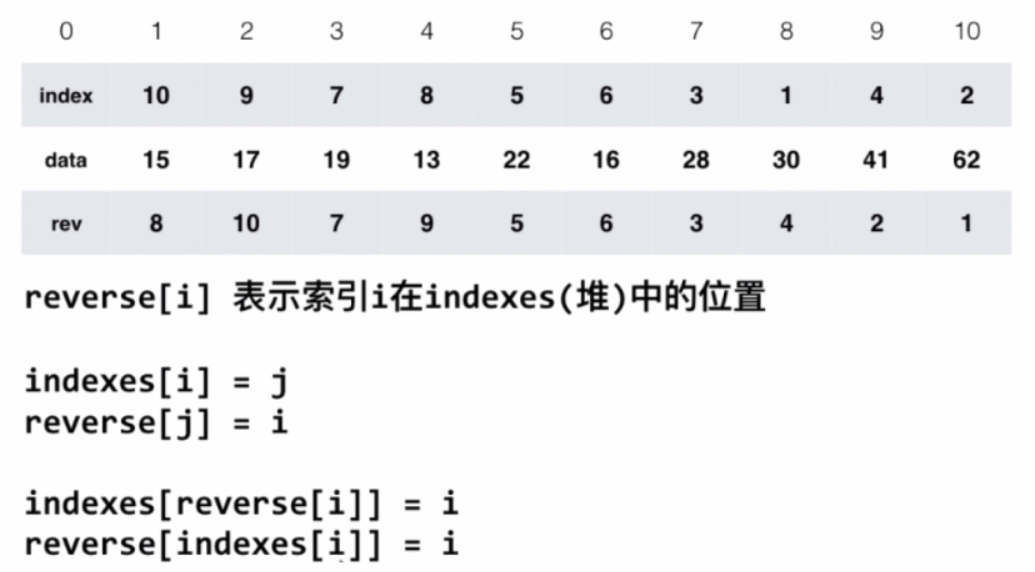 0 1 2 3 4 5 6 7 8 9 10
index 10 9 7 8 5 6 3 1 4 2
data 15 17 19 13 22 16 28 30 41 62
rev 8 10 7 9 5 6 3 4 2 1
reverse[i] 表示索引i在indexes(堆)中的位置
indexes[i] = j
reverse[j] = i
indexes[reverse[i]] = i
reverse[indexes[i]] = i